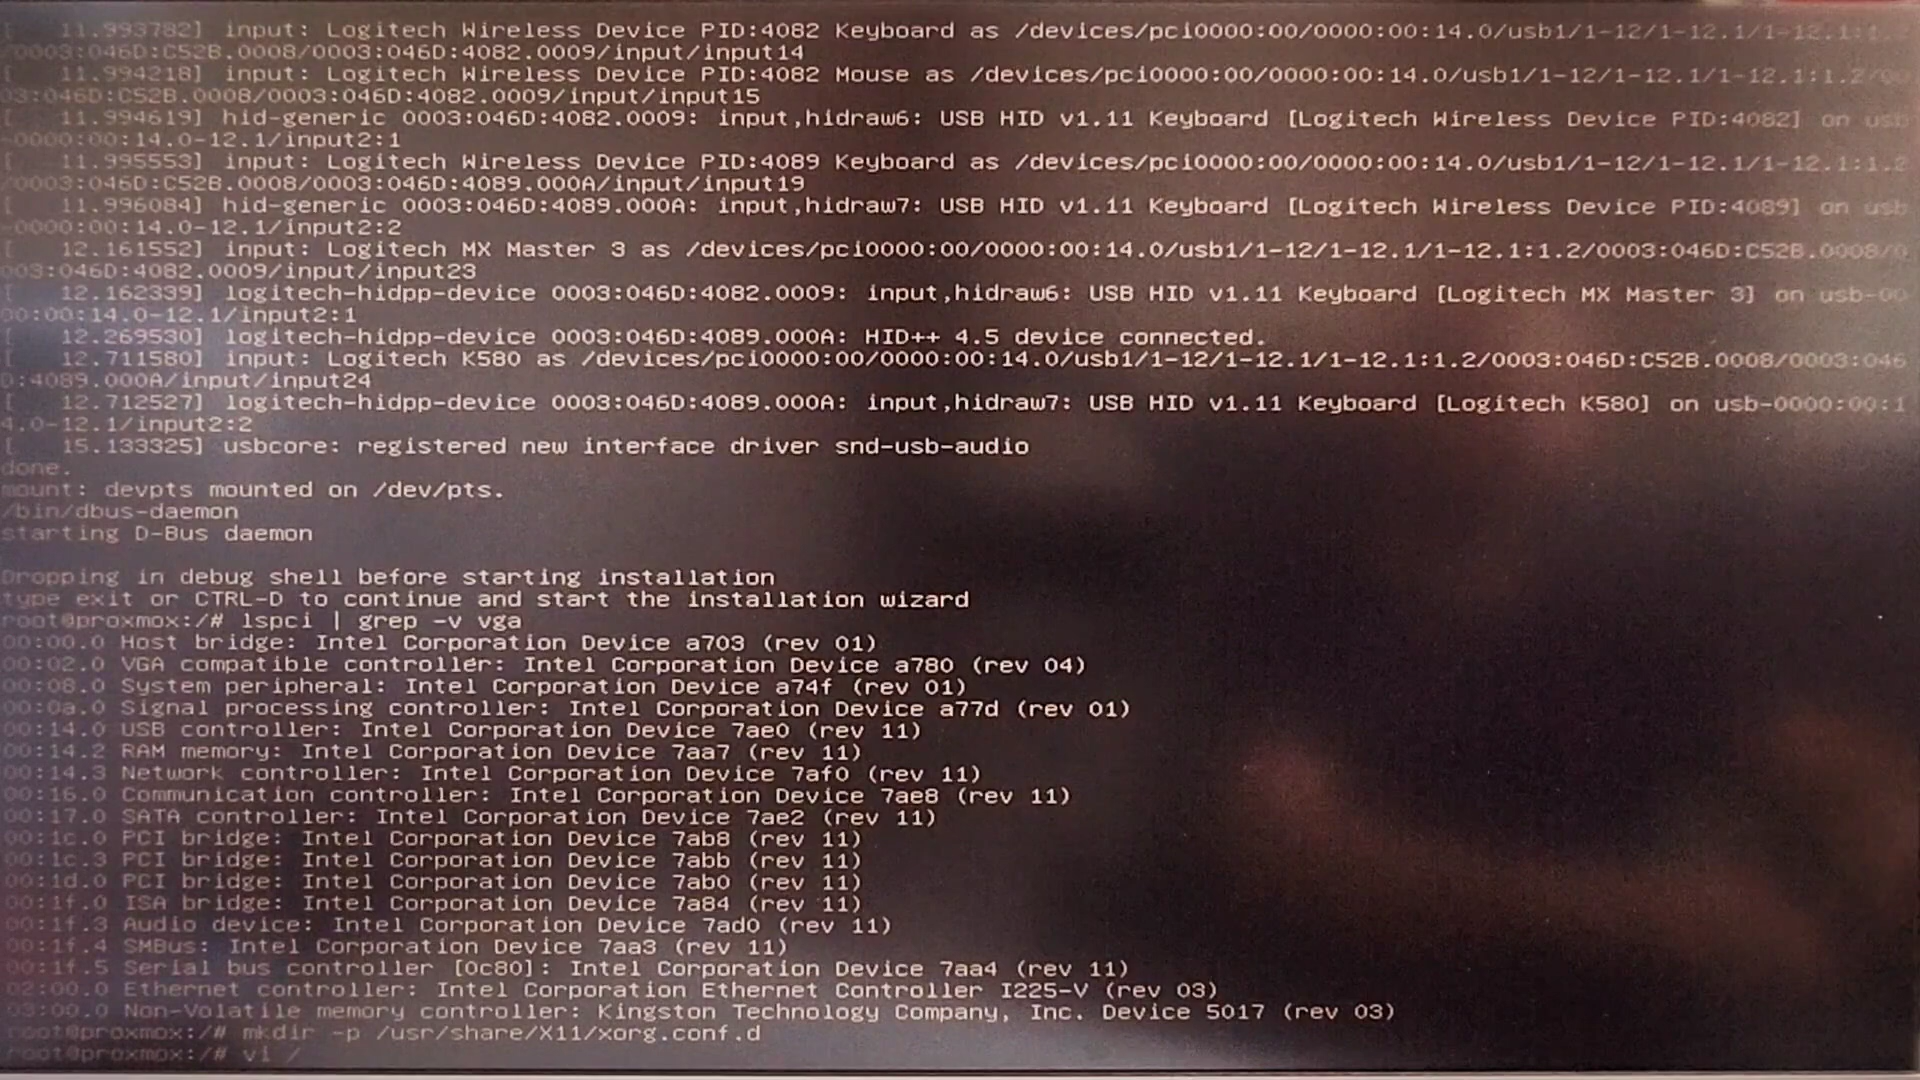 [   11.993782] input: Logitech Wireless Device PID:4082 Keyboard as /devices/pci0000:00/0000:00:14.0/usb1/1-12/1-12.1/1-12.1:1.2
/0003:046D:C52B.0008/0003:046D:4082.0009/input/input14
[   11.994218] input: Logitech Wireless Device PID:4082 Mouse as /devices/pci0000:00/0000:00:14.0/usb1/1-12/1-12.1/1-12.1:1.2/00
03:046D:C52B.0008/0003:046D:4082.0009/input/input15
[   11.994619] hid-generic 0003:046D:4082.0009: input,hidraw6: USB HID v1.11 Keyboard [Logitech Wireless Device PID:4082] on usb
-0000:00:14.0-12.1/input2:1
[   11.995553] input: Logitech Wireless Device PID:4089 Keyboard as /devices/pci0000:00/0000:00:14.0/usb1/1-12/1-12.1/1-12.1:1.2
/0003:046D:C52B.0008/0003:046D:4089.000A/input/input19
[   11.996084] hid-generic 0003:046D:4089.000A: input,hidraw7: USB HID v1.11 Keyboard [Logitech Wireless Device PID:4089] on usb
-0000:00:14.0-12.1/input2:2
[   12.161552] input: Logitech MX Master 3 as /devices/pci0000:00/0000:00:14.0/usb1/1-12/1-12.1/1-12.1:1.2/0003:046D:C52B.0008/0
003:046D:4082.0009/input/input23
[   12.162339] logitech-hidpp-device 0003:046D:4082.0009: input,hidraw6: USB HID v1.11 Keyboard [Logitech MX Master 3] on usb-00
00:00:14.0-12.1/input2:1
[   12.269530] logitech-hidpp-device 0003:046D:4089.000A: HID++ 4.5 device connected.
[   12.711580] input: Logitech K580 as /devices/pci0000:00/0000:00:14.0/usb1/1-12/1-12.1/1-12.1:1.2/0003:046D:C52B.0008/0003:046
D:4089.000A/input/input24
[   12.712527] logitech-hidpp-device 0003:046D:4089.000A: input,hidraw7: USB HID v1.11 Keyboard [Logitech K580] on usb-0000:00:1
4.0-12.1/input2:2
[   15.133325] usbcore: registered new interface driver snd-usb-audio
done.
mount: devpts mounted on /dev/pts.
/bin/dbus-daemon
starting D-Bus daemon
Dropping in debug shell before starting installation
type exit or CTRL-D to continue and start the installation wizard
root@proxmox:/# lspci | grep -v vga
00:00.0 Host bridge: Intel Corporation Device a703 (rev 01)
00:02.0 VGA compatible controller: Intel Corporation Device a780 (rev 04)
00:08.0 System peripheral: Intel Corporation Device a74f (rev 01)
00:0a.0 Signal processing controller: Intel Corporation Device a77d (rev 01)
00:14.0 USB controller: Intel Corporation Device 7ae0 (rev 11)
00:14.2 RAM memory: Intel Corporation Device 7aa7 (rev 11)
00:14.3 Network controller: Intel Corporation Device 7af0 (rev 11)
00:16.0 Communication controller: Intel Corporation Device 7ae8 (rev 11)
00:17.0 SATA controller: Intel Corporation Device 7ae2 (rev 11)
00:1c.0 PCI bridge: Intel Corporation Device 7ab8 (rev 11)
00:1c.3 PCI bridge: Intel Corporation Device 7abb (rev 11)
00:1d.0 PCI bridge: Intel Corporation Device 7ab0 (rev 11)
00:1f.0 ISA bridge: Intel Corporation Device 7a84 (rev 11)
00:1f.3 Audio device: Intel Corporation Device 7ad0 (rev 11)
00:1f.4 SMBus: Intel Corporation Device 7aa3 (rev 11)
00:1f.5 Serial bus controller [0c80]: Intel Corporation Device 7aa4 (rev 11)
02:00.0 Ethernet controller: Intel Corporation Ethernet Controller I225-V (rev 03)
03:00.0 Non-Volatile memory controller: Kingston Technology Company, Inc. Device 5017 (rev 03)
root@proxmox:/# mkdir -p /usr/share/X11/xorg.conf.d
root@proxmox:/# vi /